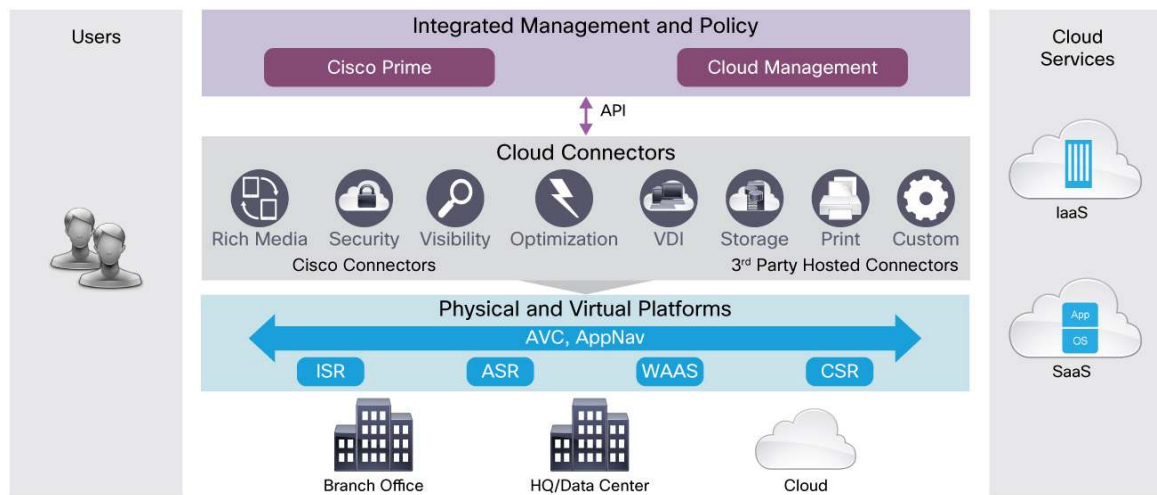 Users
Integrated Management and Policy
Cisco Prime
Cloud Management
API
Cloud Connectors
Rich Media
Security
Visibility
Optimization
VDI
Storage
Print
Custom
Cisco Connectors
3rd Party Hosted Connectors
Physical and Virtual Platforms
AVC, AppNav
ISR
ASR
WAAS
CSR
Branch Office
HQ/Data Center
Cloud
Cloud
Services
IaaS
App
OS
SaaS